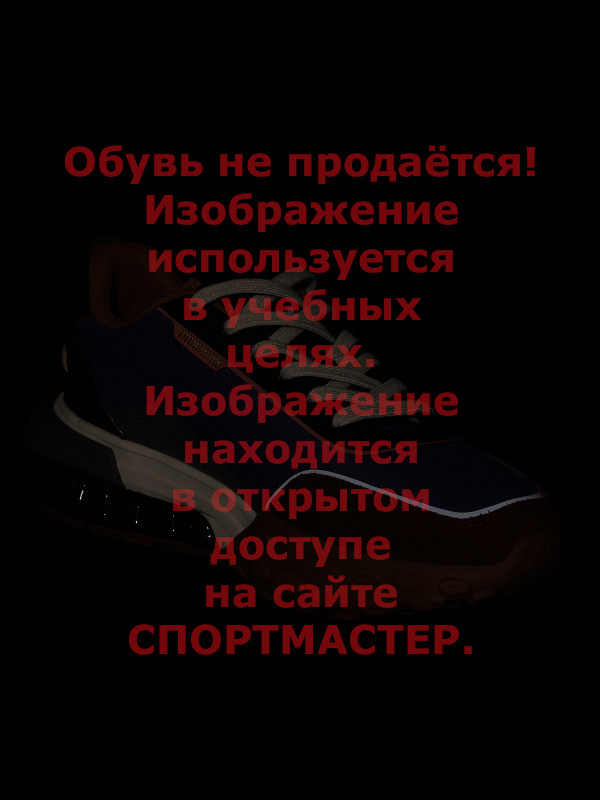 Обувь не продаётся!
Изображение
используется
в учебных
целях.
Изображение
находится
в открытом
доступе
на сайте
СПОРТМАСТЕР.